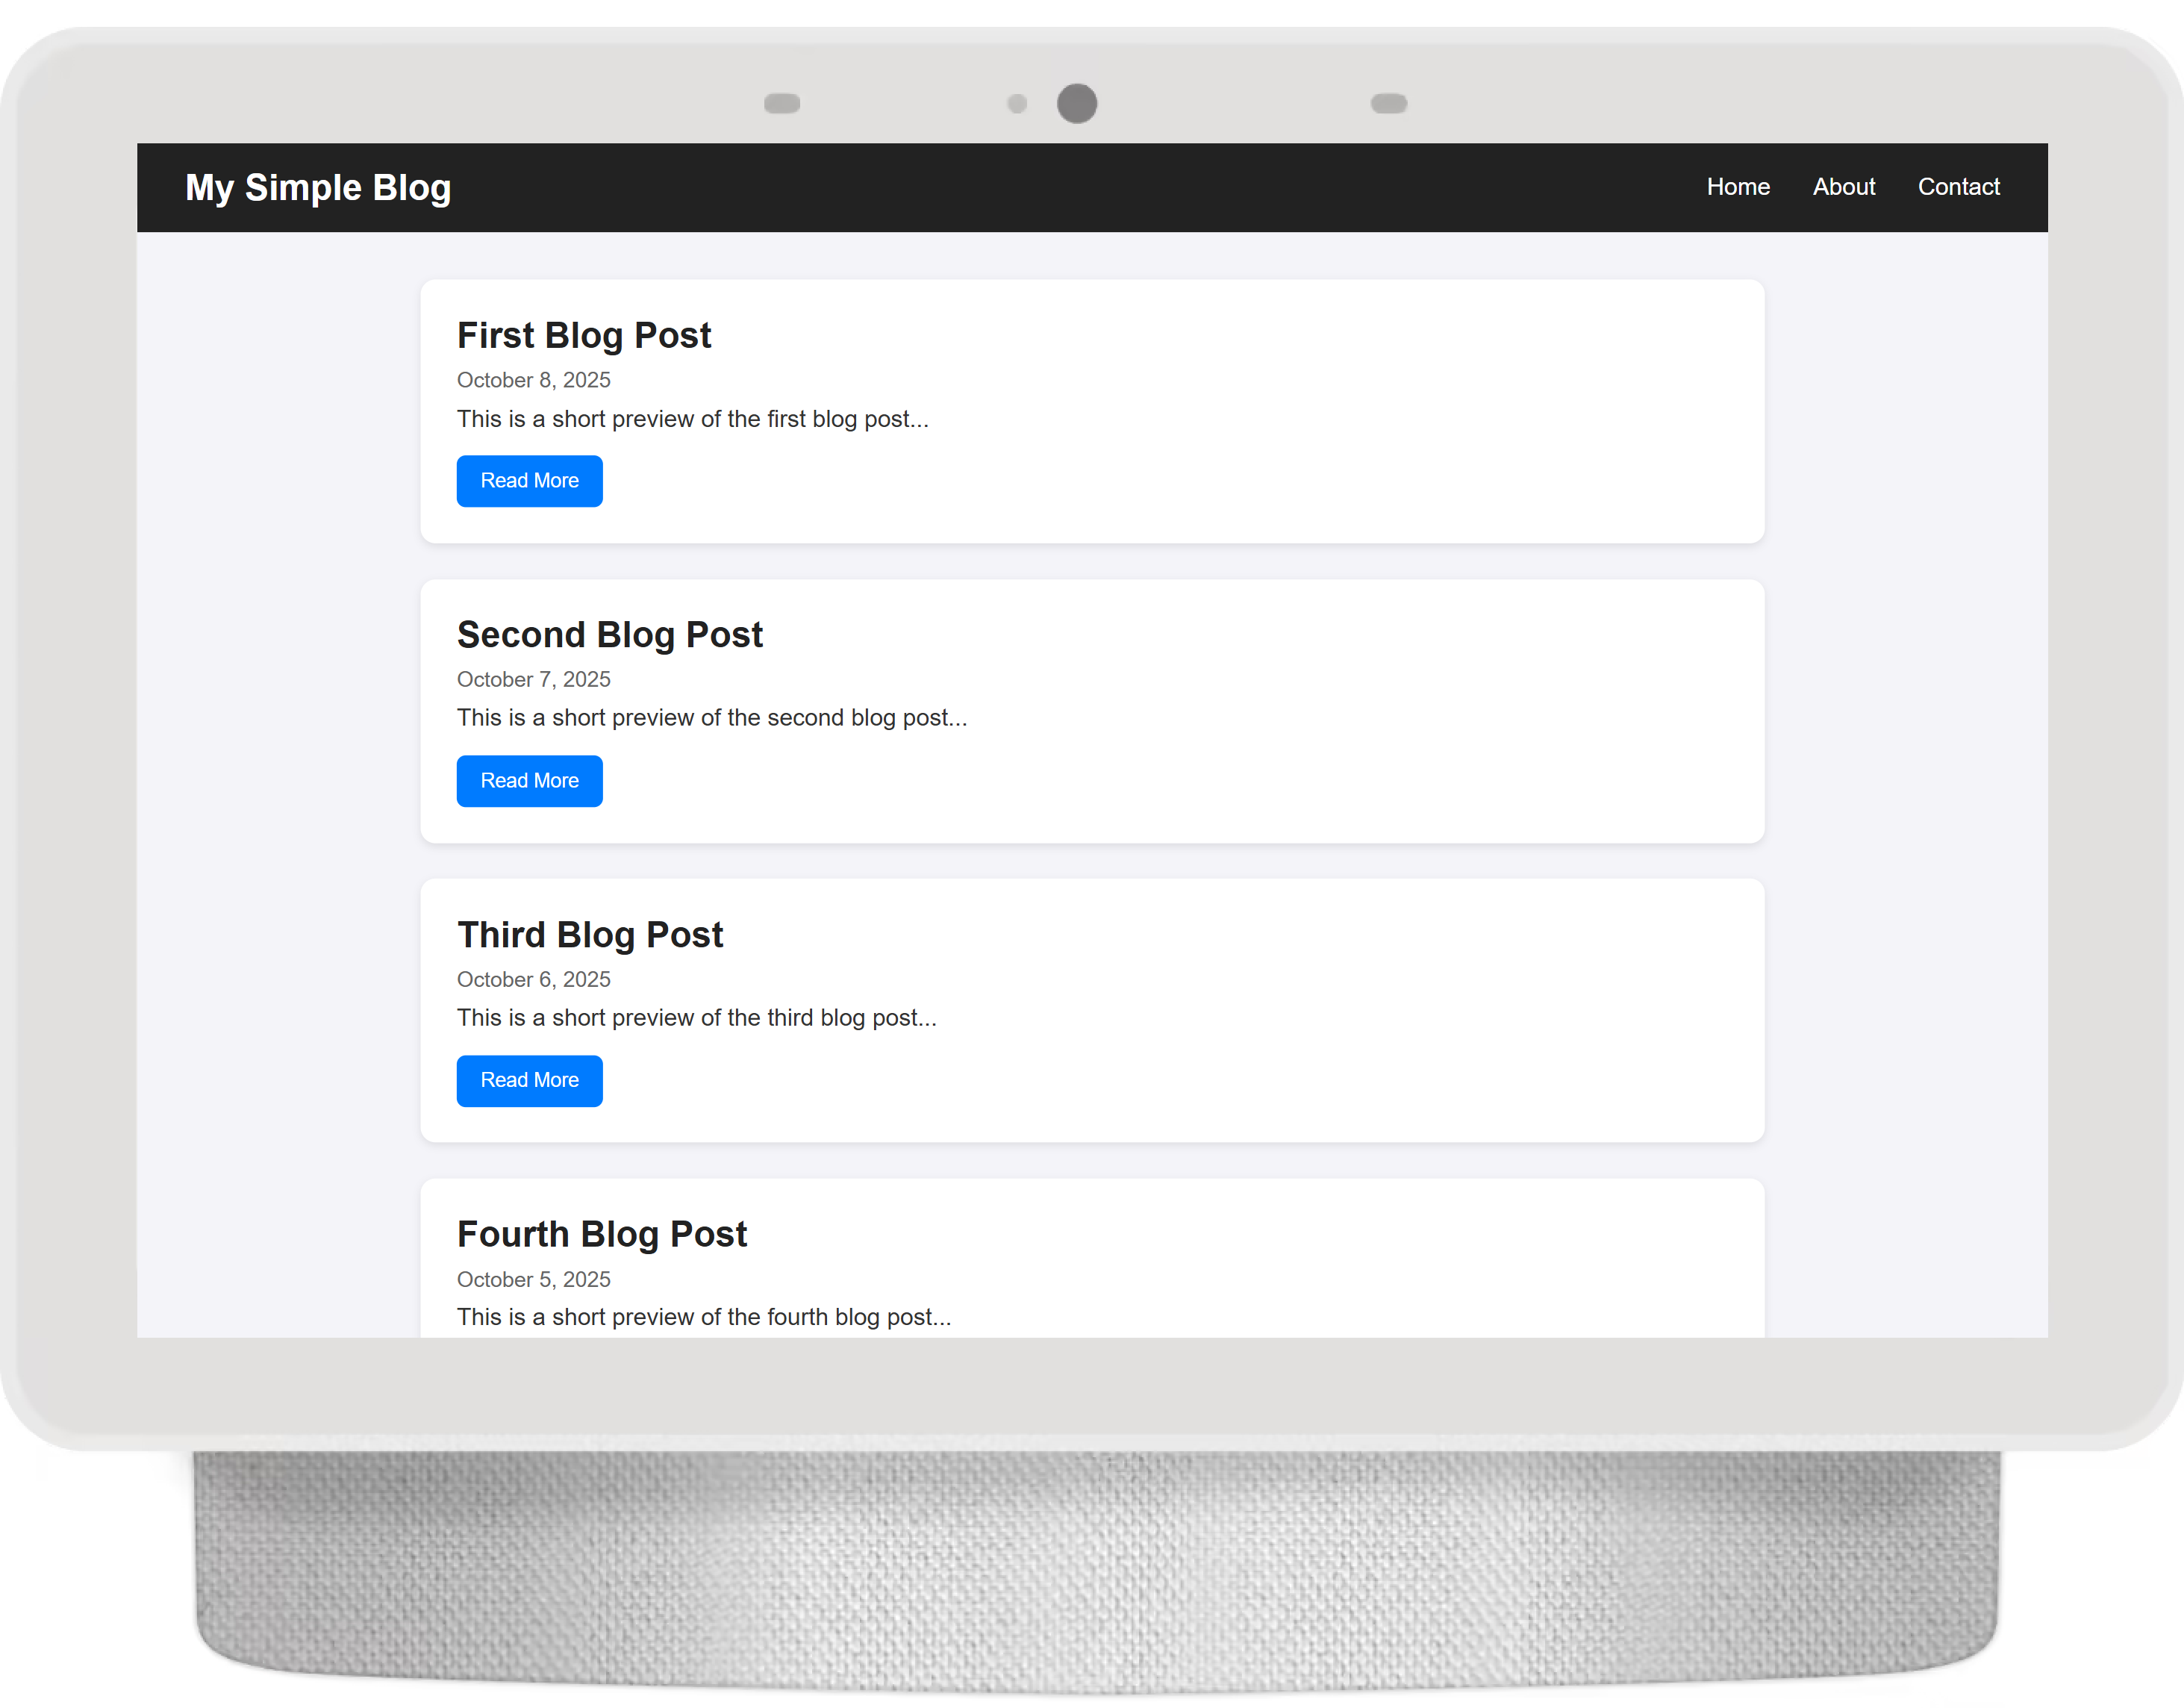 My Simple Blog
Home About Contact
First Blog Post
October 8, 2025
This is a short preview of the first blog post...
Read More
Second Blog Post
October 7, 2025
This is a short preview of the second blog post...
Read More
Third Blog Post
October 6, 2025
This is a short preview of the third blog post...
Read More
Fourth Blog Post
October 5, 2025
This is a short preview of the fourth blog post...